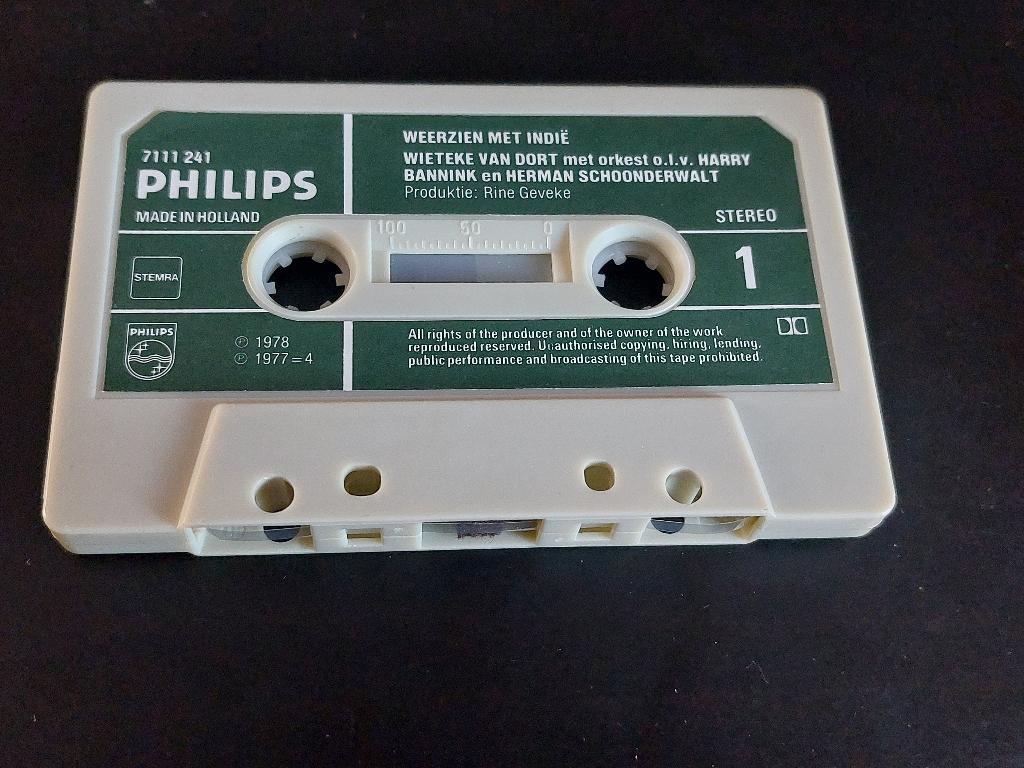 7111 241
PHILIPS
MADE IN HOLLAND
WEERZIEN MET INDIË
WIETEKE VAN DORT met orkest o.l.v. HARRY
BANNINK en HERMAN SCHOONDERWALT
Produktie: Rine Geveke
STEREO
100 50 0
1
STEMRA
PHILIPS
℗ 1978
℗ 1977=4
All rights of the producer and of the owner of the work
reproduced reserved. Unauthorised copying, hiring, lending,
public performance and broadcasting of this tape prohibited.